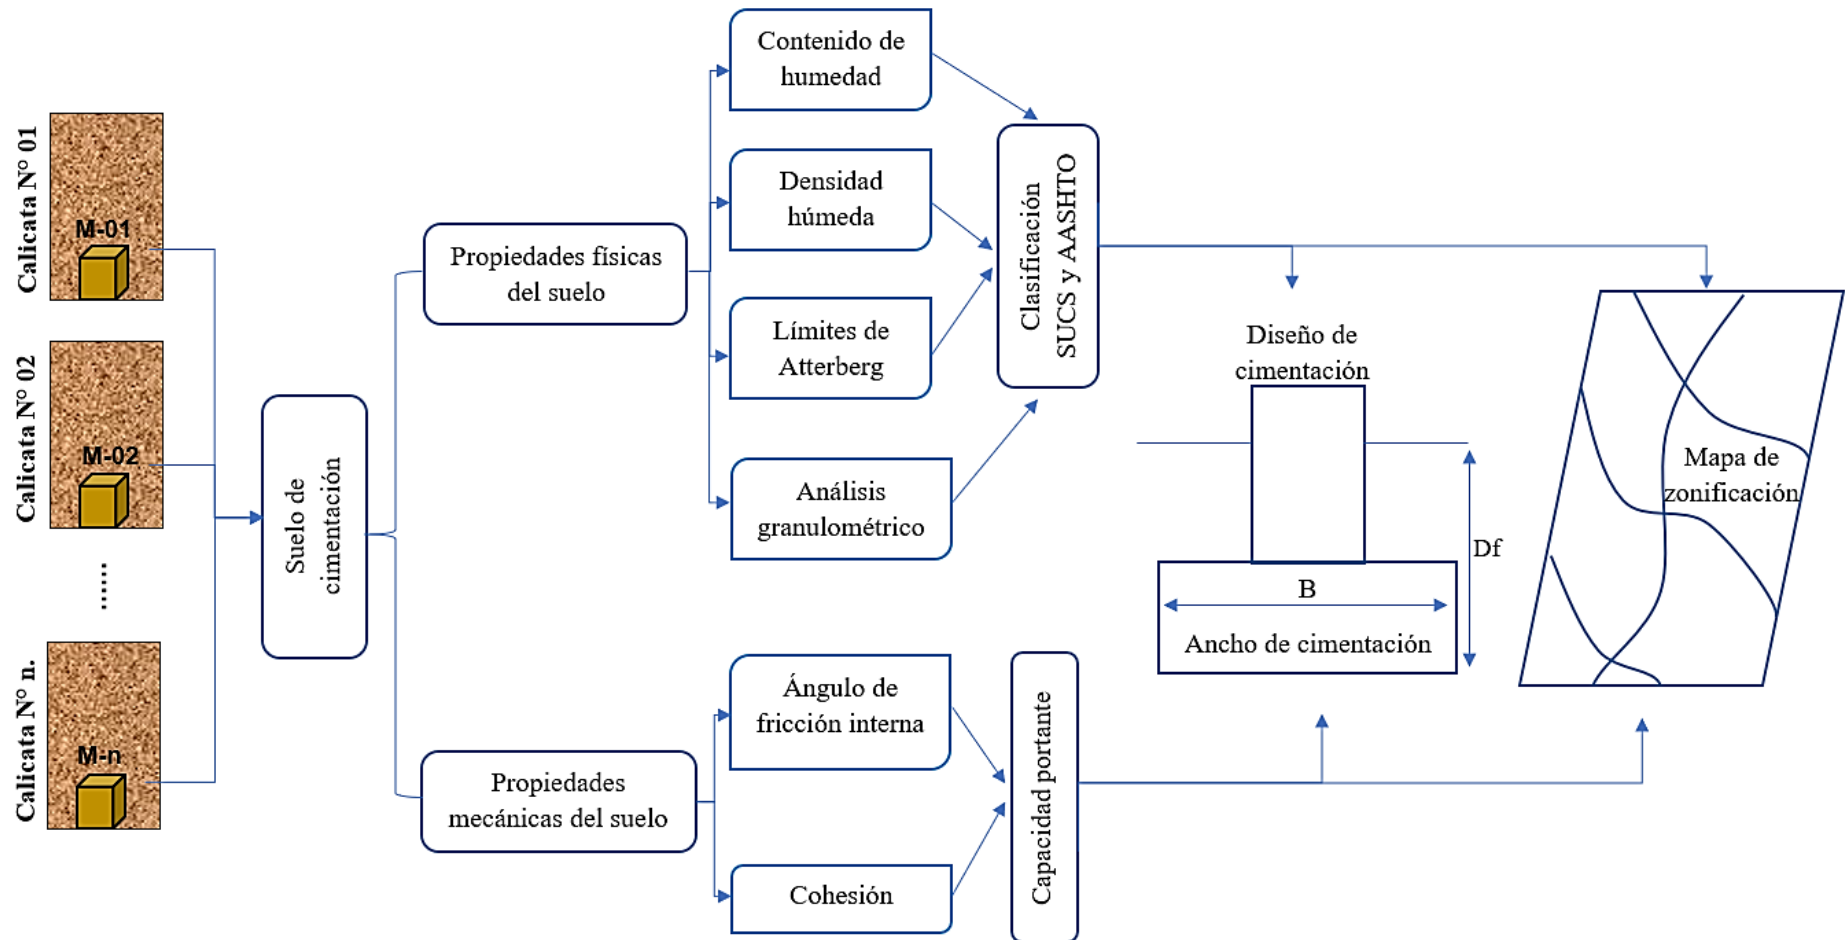 Calicata N° 01
M-01
Calicata N° 02
M-02
......
Calicata N° n.
M-n
Suelo de
cimentación
Propiedades físicas
del suelo
Propiedades
mecánicas del suelo
Contenido de
humedad
Densidad
húmeda
Límites de
Atterberg
Análisis
granulométrico
Ángulo de
fricción interna
Cohesión
Clasificación
SUCS y AASHTO
Capacidad portante
Diseño de
cimentación
B
Ancho de cimentación
Df
Mapa de
zonificación